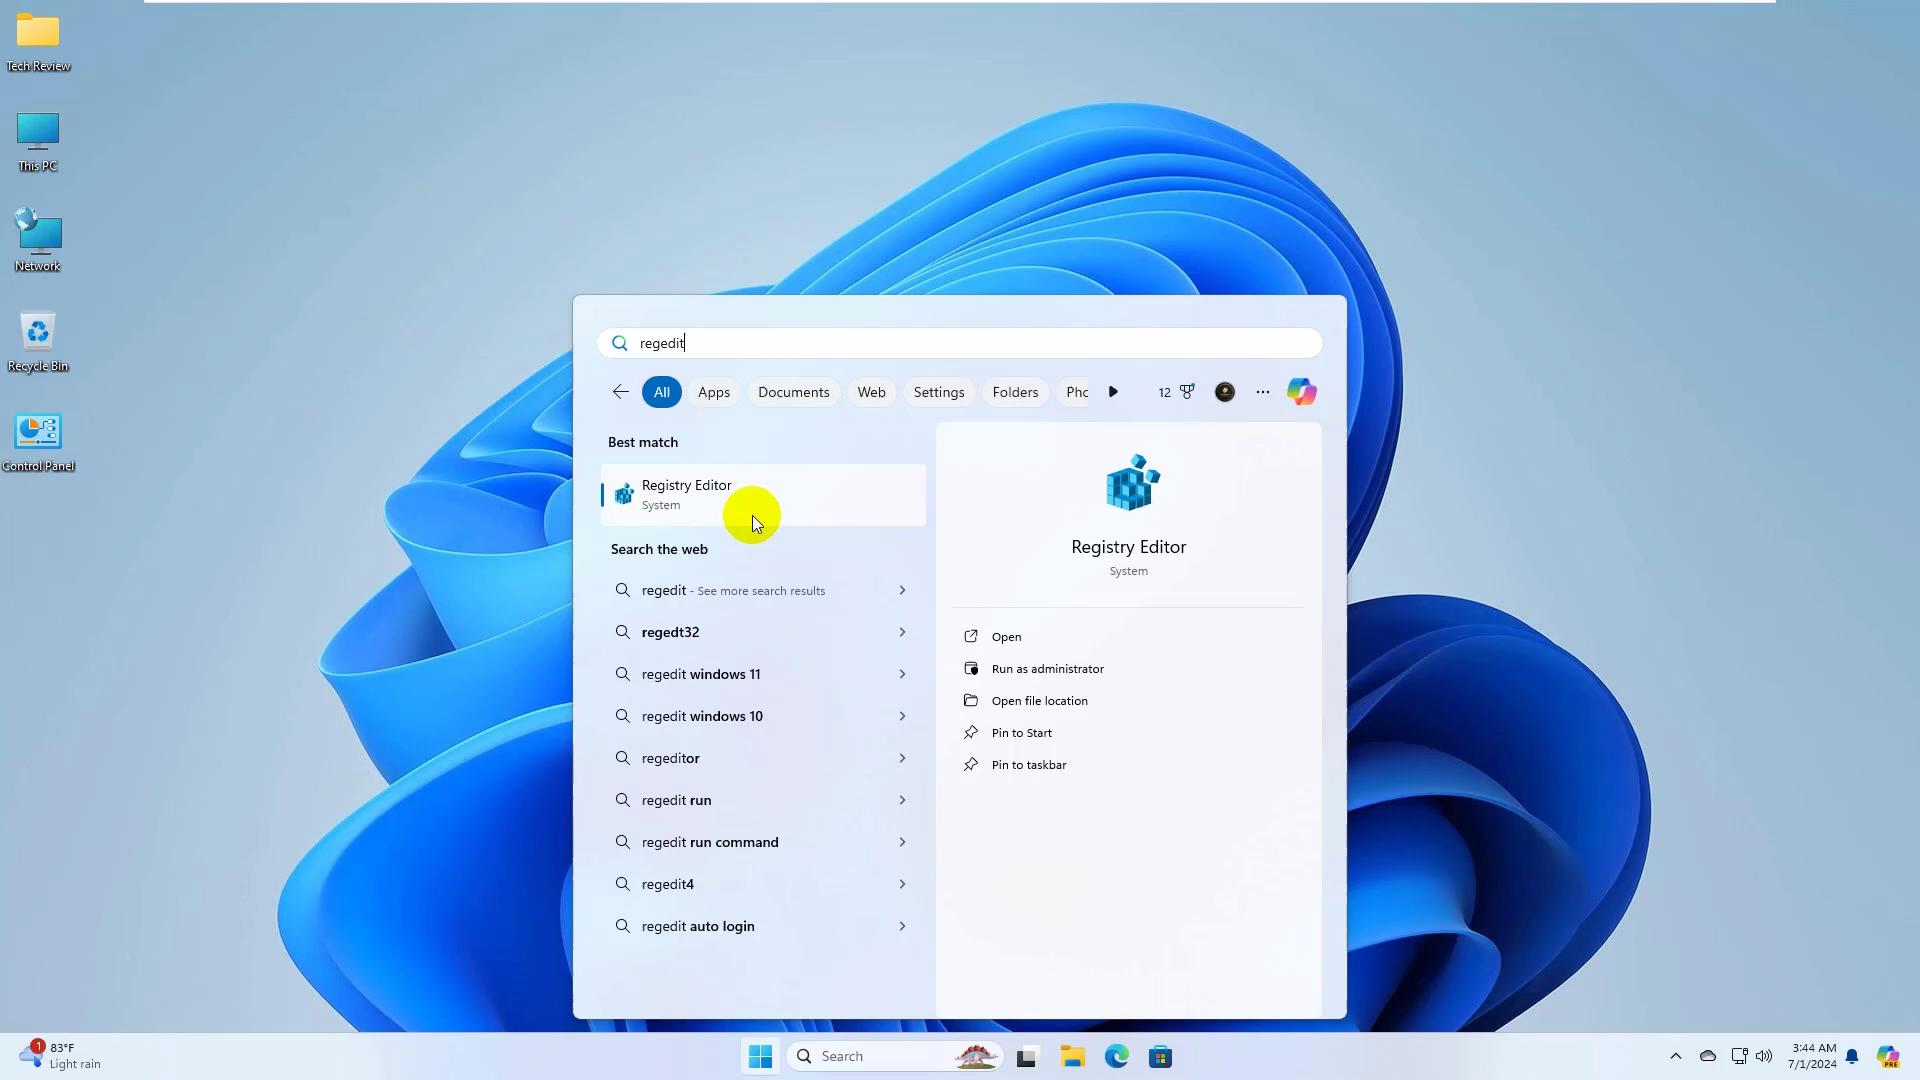 Tech Review
This PC
Network
Recycle Bin
Control Panel
regedit
All
Apps
Documents
Web
Settings
Folders
Pho
12
Best match
Registry Editor
System
Search the web
regedit - See more search results
regedt32
regedit windows 11
regedit windows 10
regeditor
regedit run
regedit run command
regedit4
regedit auto login
Registry Editor
System
Open
Run as administrator
Open file location
Pin to Start
Pin to taskbar
1
83°F
Light rain
Search
3:44 AM
7/1/2024
PRE